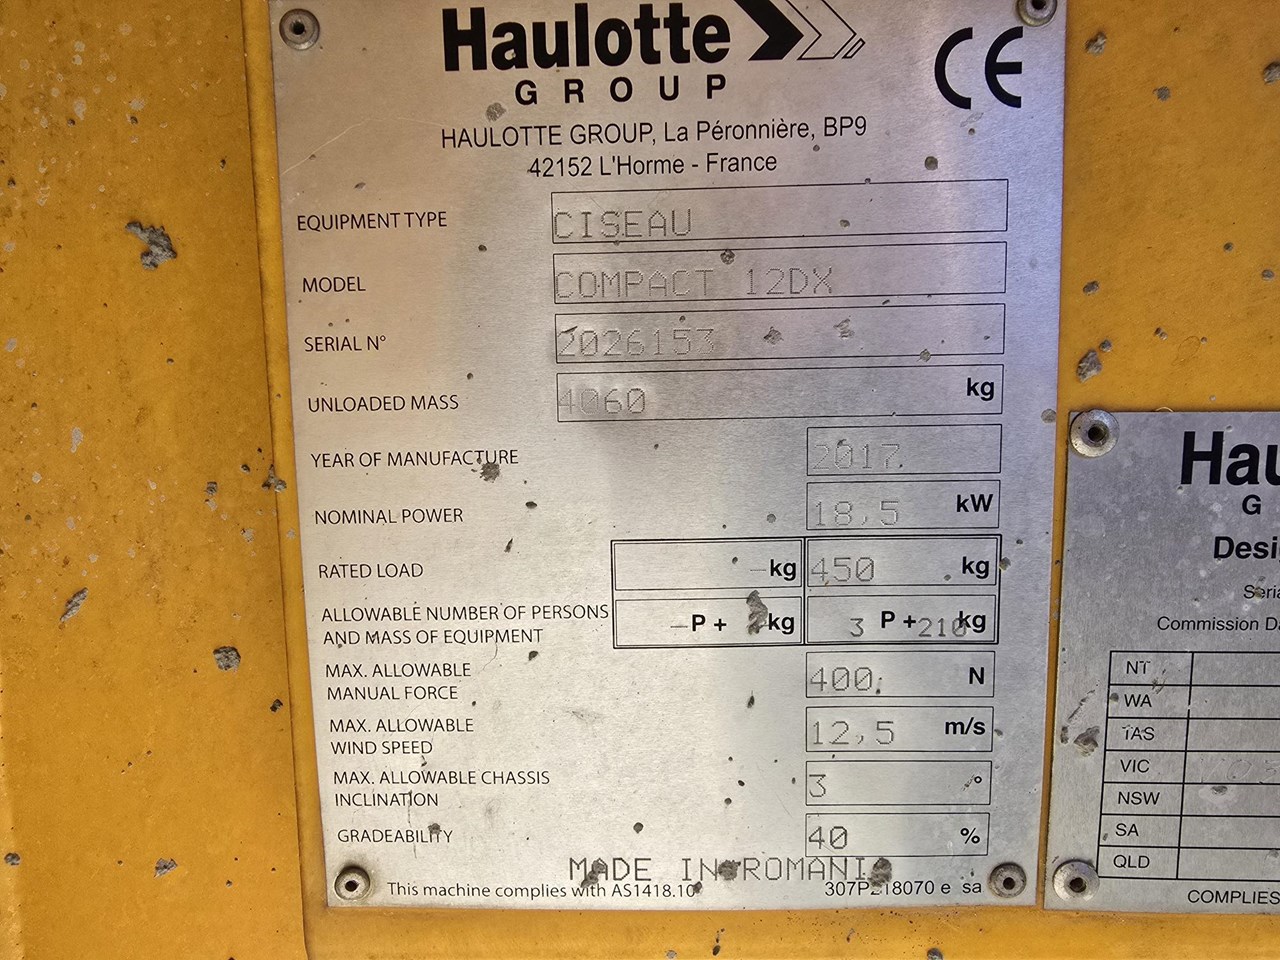 Haulotte
GROUP
CE
HAULOTTE GROUP, La Péronnière, BP9
42152 L'Horme - France
EQUIPMENT TYPE CISEAU
MODEL COMPACT 12DX
SERIAL N° 2026153
UNLOADED MASS 4060 kg
YEAR OF MANUFACTURE 2017
NOMINAL POWER 18,5 kW
RATED LOAD - kg 450 kg
ALLOWABLE NUMBER OF PERSONS
AND MASS OF EQUIPMENT - P + kg 3 P + 210 kg
MAX. ALLOWABLE
MANUAL FORCE 400 N
MAX. ALLOWABLE
WIND SPEED 12,5 m/s
MAX. ALLOWABLE CHASSIS
INCLINATION 3 °
GRADEABILITY 40 %
MADE IN ROMANIA
This machine complies with AS1418.10 307P218070 e sa
Hau
G
Desi
Seria
Commission Da
NT
WA
TAS
VIC
NSW
SA
QLD
COMPLIES